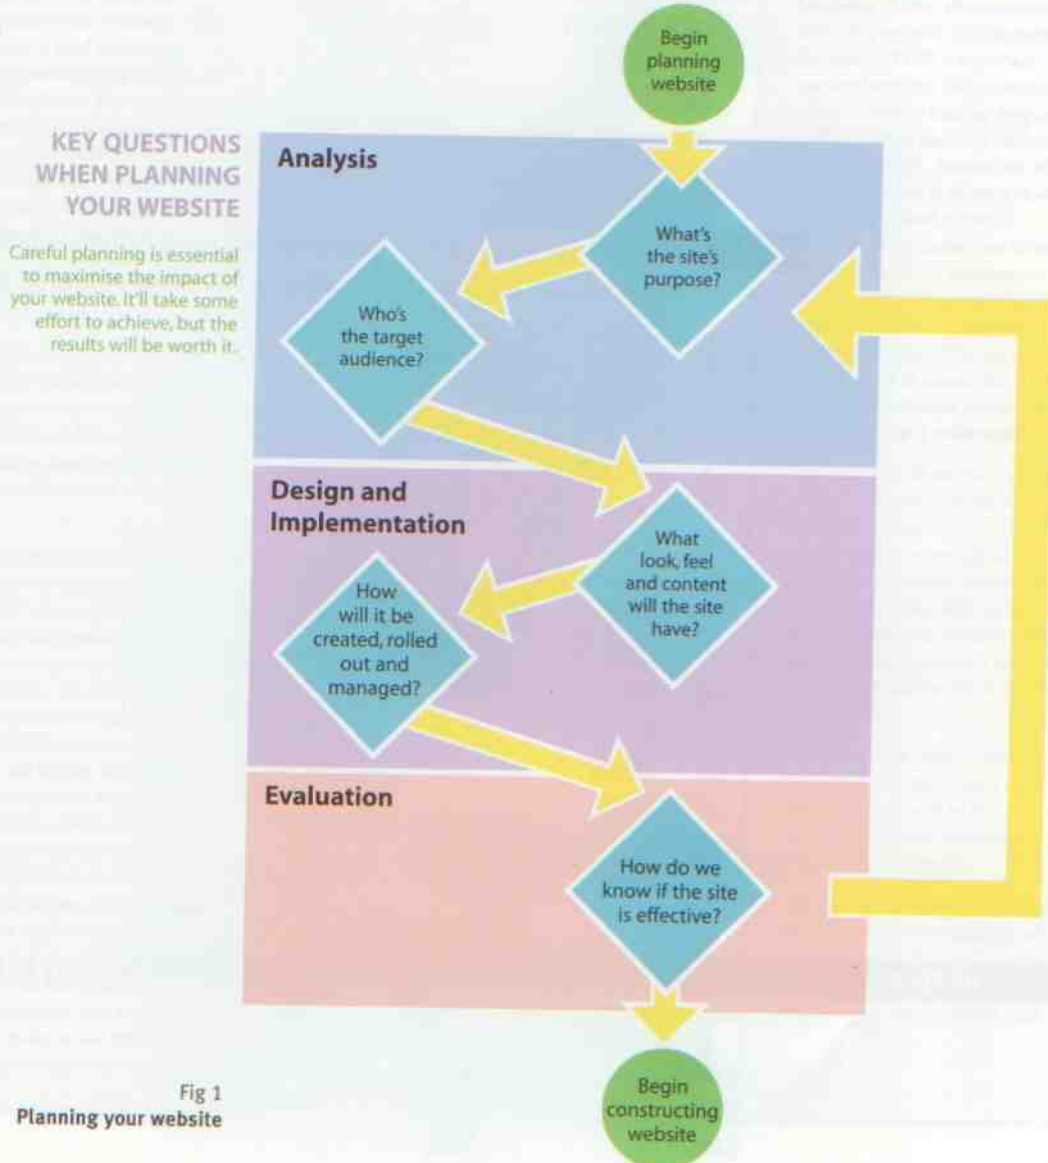 Begin
planning
website
KEY QUESTIONS
WHEN PLANNING
YOUR WEBSITE
Careful planning is essential
to maximise the impact of
your website. It'll take some
effort to achieve, but the
results will be worth it.
Analysis
What's
the site's
purpose?
Who's
the target
audience?
Design and
Implementation
What
look, feel
and content
will the site
have?
How
will it be
created, rolled
out and
managed?
Evaluation
How do we
know if the site
is effective?
Begin
constructing
website
Fig 1
Planning your website